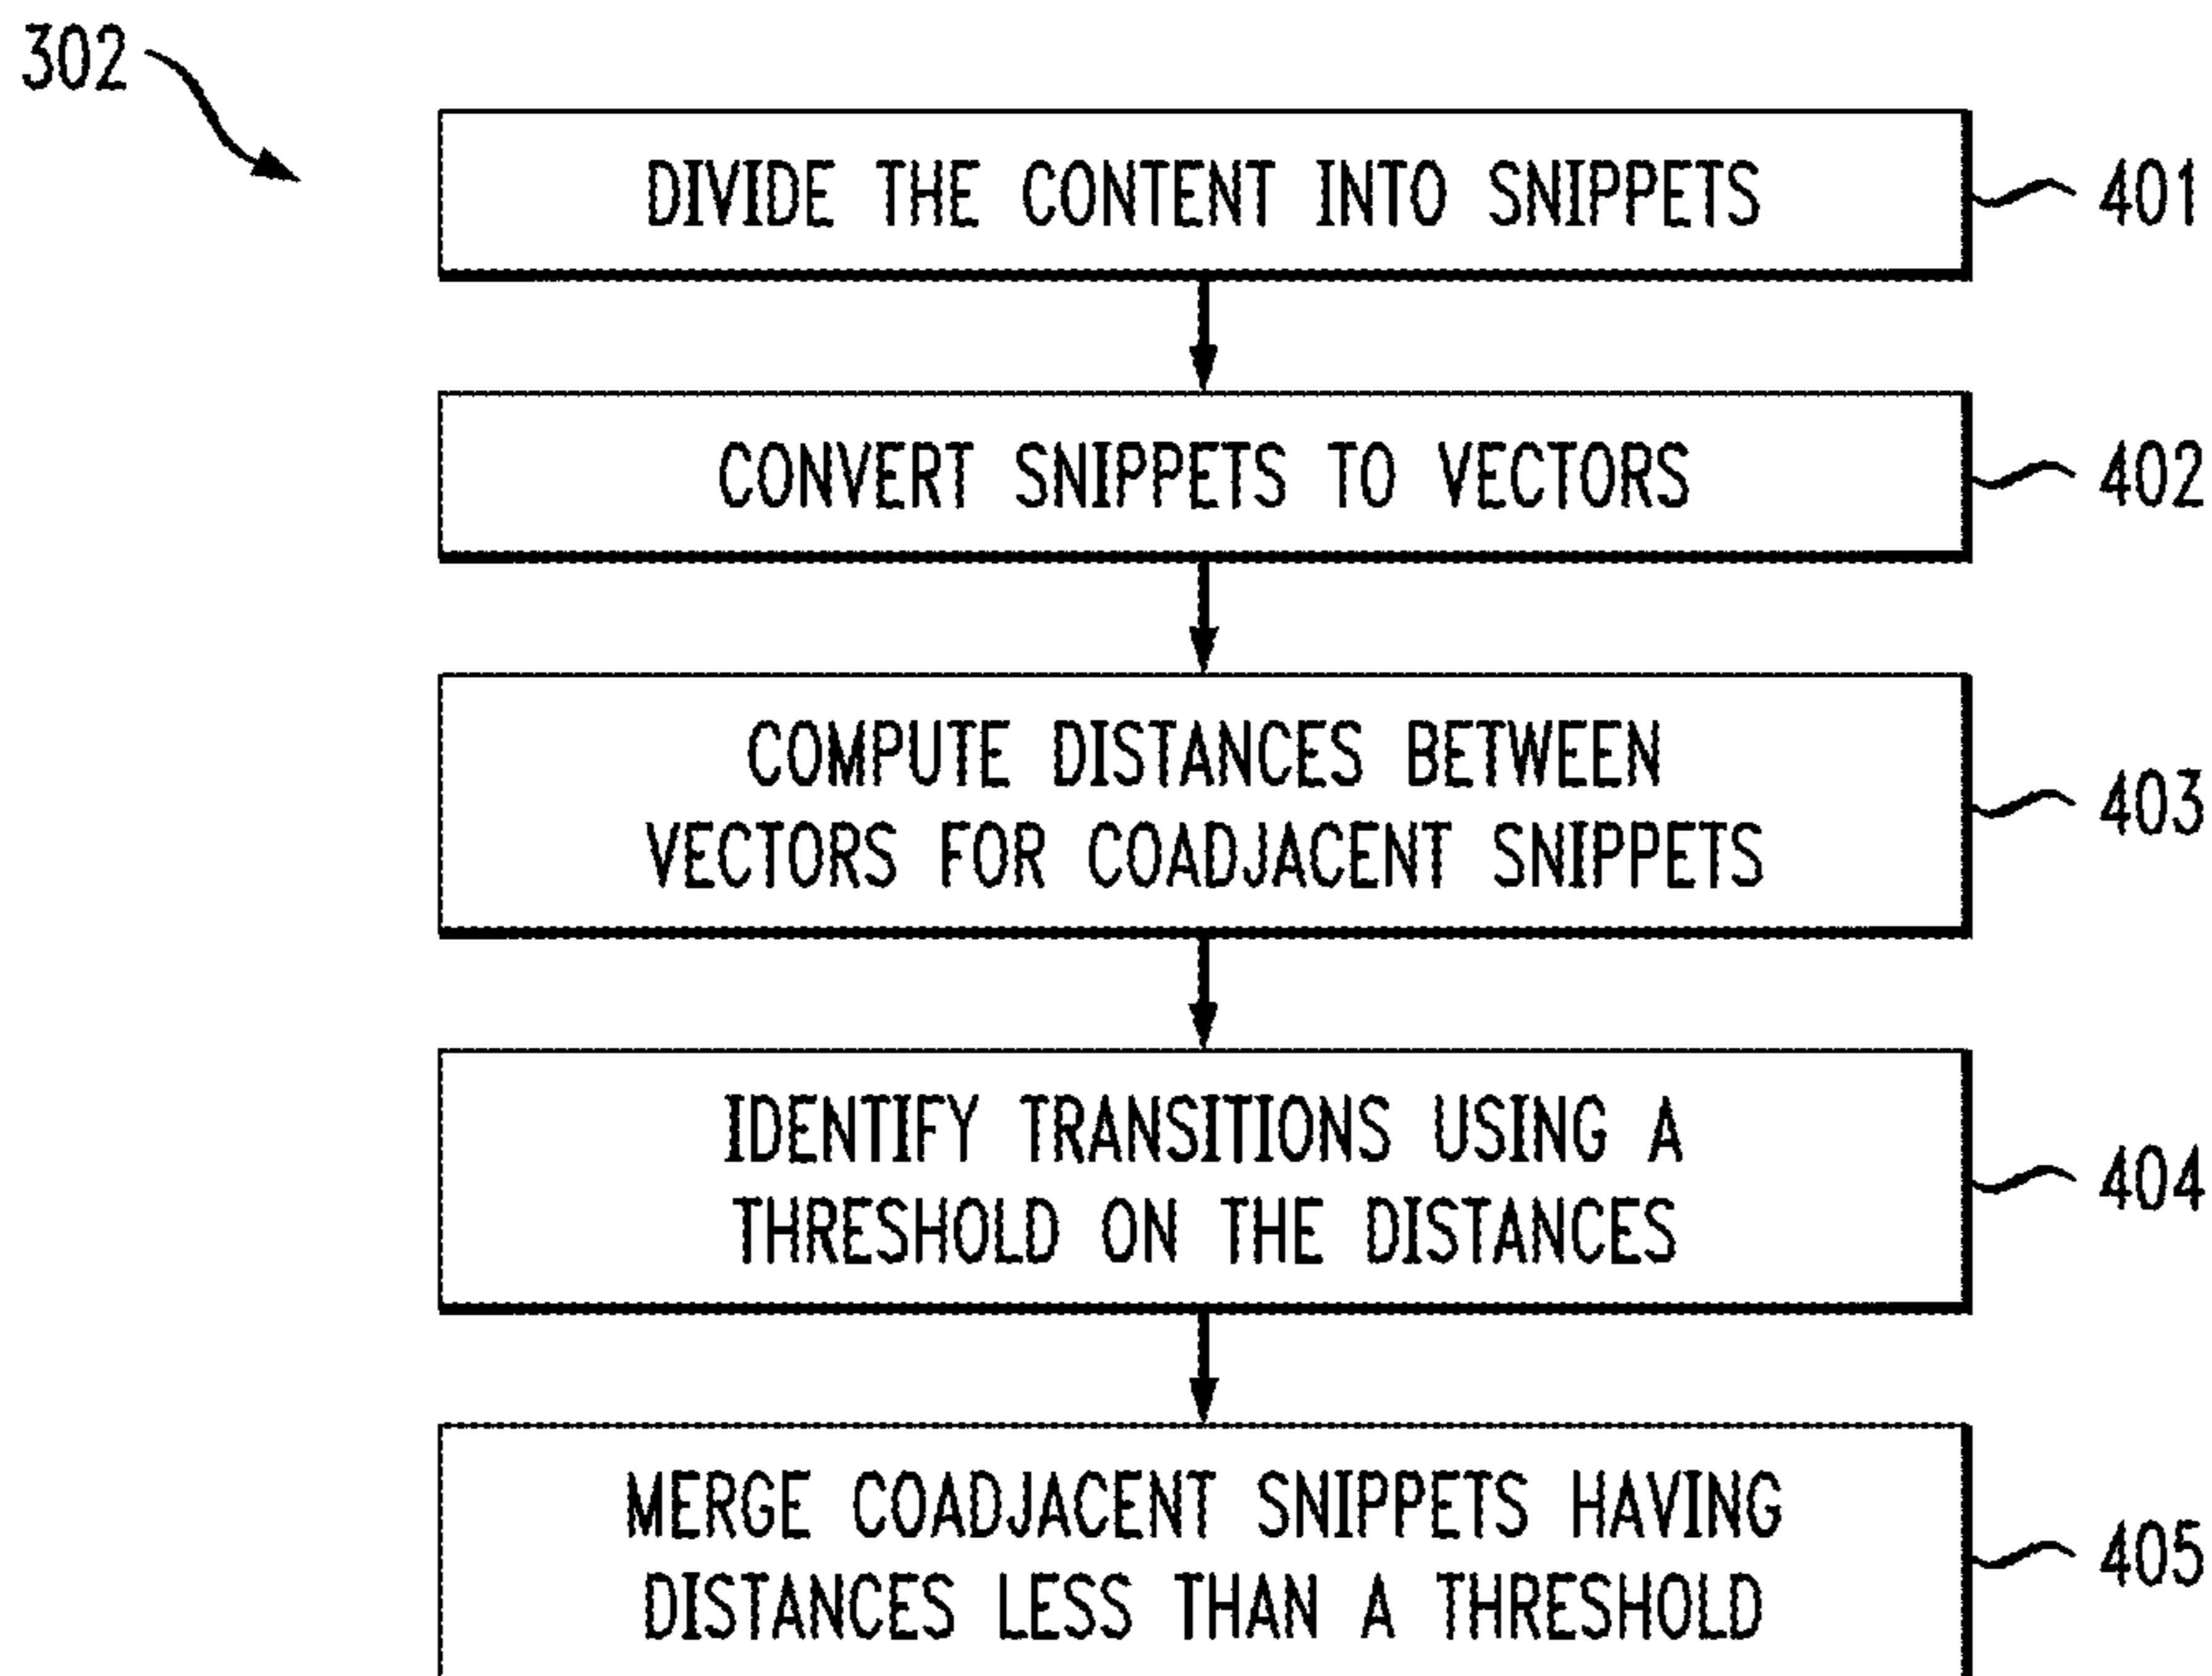 302
DIVIDE THE CONTENT INTO SNIPPETS
401
CONVERT SNIPPETS TO VECTORS
402
COMPUTE DISTANCES BETWEEN
VECTORS FOR COADJACENT SNIPPETS
403
IDENTIFY TRANSITIONS USING A
THRESHOLD ON THE DISTANCES
404
MERGE COADJACENT SNIPPETS HAVING
DISTANCES LESS THAN A THRESHOLD
405